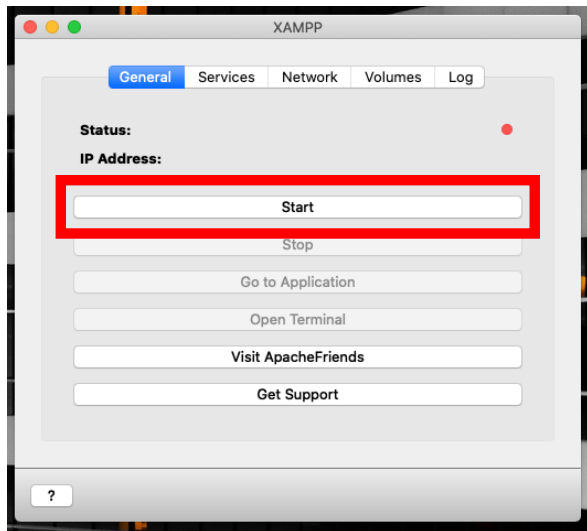 XAMPP
General Services Network Volumes Log
Status:
IP Address:
Start
Stop
Go to Application
Open Terminal
Visit ApacheFriends
Get Support
?